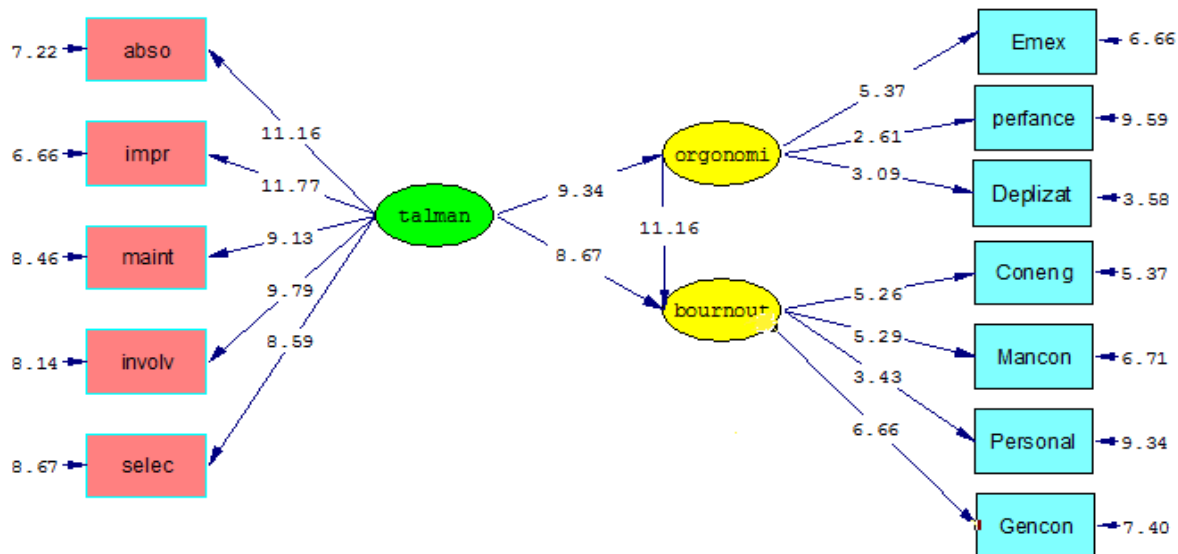 7.22
abso
6.66
impr
8.46
maint
8.14
involv
8.67
selec
11.16
11.77
9.13
9.79
8.59
talman
9.34
8.67
orgonomi
11.16
bournout
5.37
2.61
3.09
5.26
5.29
3.43
6.66
Emex
6.66
perfance
9.59
Deplizat
3.58
Coneng
5.37
Mancon
6.71
Personal
9.34
Gencon
7.40